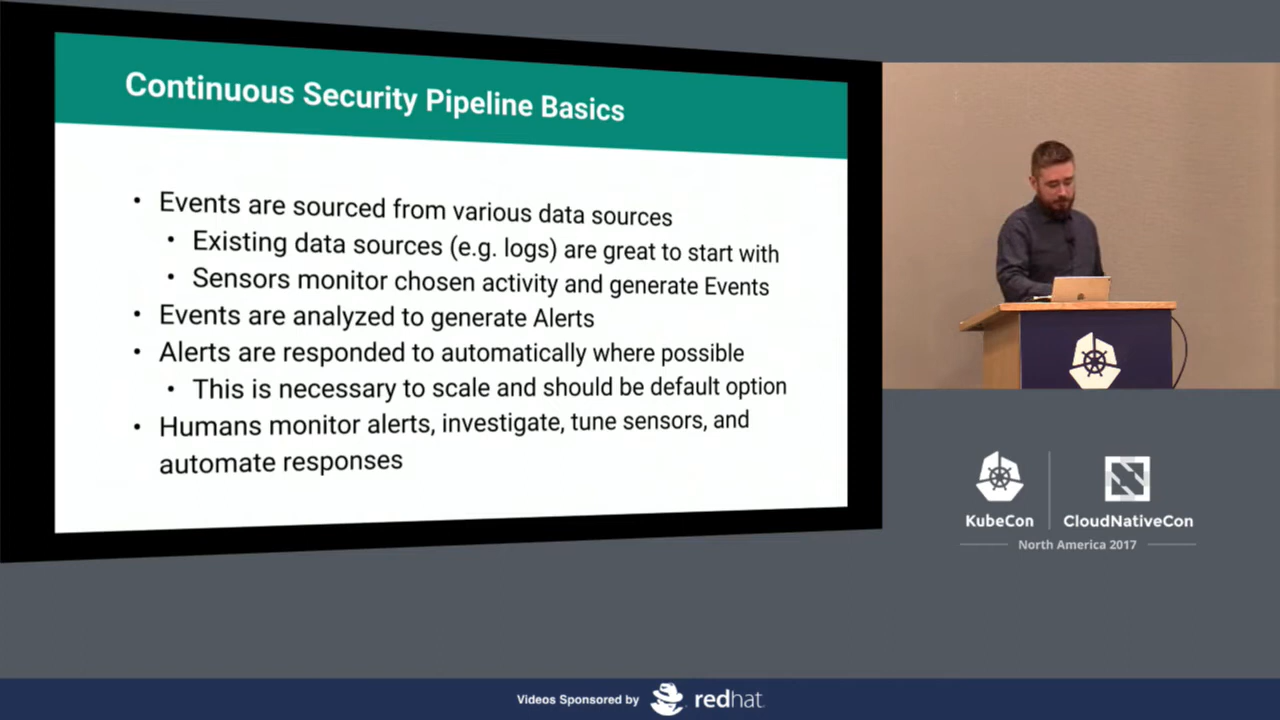 Continuous Security Pipeline Basics
• Events are sourced from various data sources
• Existing data sources (e.g. logs) are great to start with
• Sensors monitor chosen activity and generate Events
• Events are analyzed to generate Alerts
• Alerts are responded to automatically where possible
• This is necessary to scale and should be default option
• Humans monitor alerts, investigate, tune sensors, and
automate responses
KubeCon
CloudNativeCon
North America 2017
Videos Sponsored by
redhat.